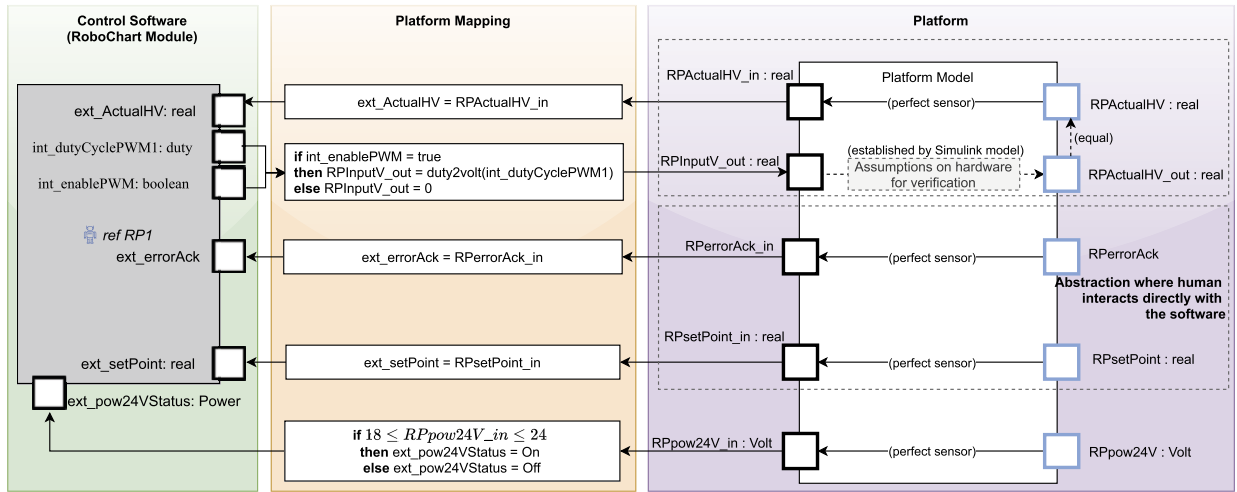 Control Software
(RoboChart Module)
Platform Mapping
Platform
ext_ActualHV: real
int_dutyCyclePWM1: duty
int_enablePWM: boolean
ref RP1
ext_errorAck
ext_setPoint: real
ext_pow24VStatus: Power
ext_ActualHV = RPActualHV_in
if int_enablePWM = true
then RPInputV_out = duty2volt(int_dutyCyclePWM1)
else RPInputV_out = 0
ext_errorAck = RPerrorAck_in
ext_setPoint = RPsetPoint_in
if 18 ≤ RPpow24V_in ≤ 24
then ext_pow24VStatus = On
else ext_pow24VStatus = Off
RPActualHV_in : real
Platform Model
(perfect sensor)
RPActualHV : real
(equal)
RPInputV_out : real
(established by Simulink model)
Assumptions on hardware
for verification
RPActualHV_out : real
RPerrorAck_in
(perfect sensor)
RPerrorAck
Abstraction where human
interacts directly with
the software
RPsetPoint_in : real
(perfect sensor)
RPsetPoint : real
RPpow24V_in : Volt
(perfect sensor)
RPpow24V : Volt